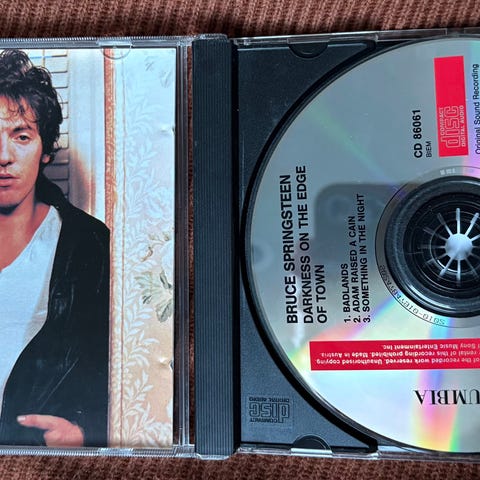 COMPACT
disc
DIGITAL AUDIO
Original Sound Recording
CD 86061
BIEM
BRUCE SPRINGSTEEN
DARKNESS ON THE EDGE
OF TOWN
1. BADLANDS
2. ADAM RAISED A CAIN
3. SOMETHING IN THE NIGHT
of the recorded work reserved. Unauthorised copying,
rental of this recording prohibited. Made in Austria.
Sony Music Entertainment Inc.
UMBIA
COMPACT
disc
DIGITAL AUDIO